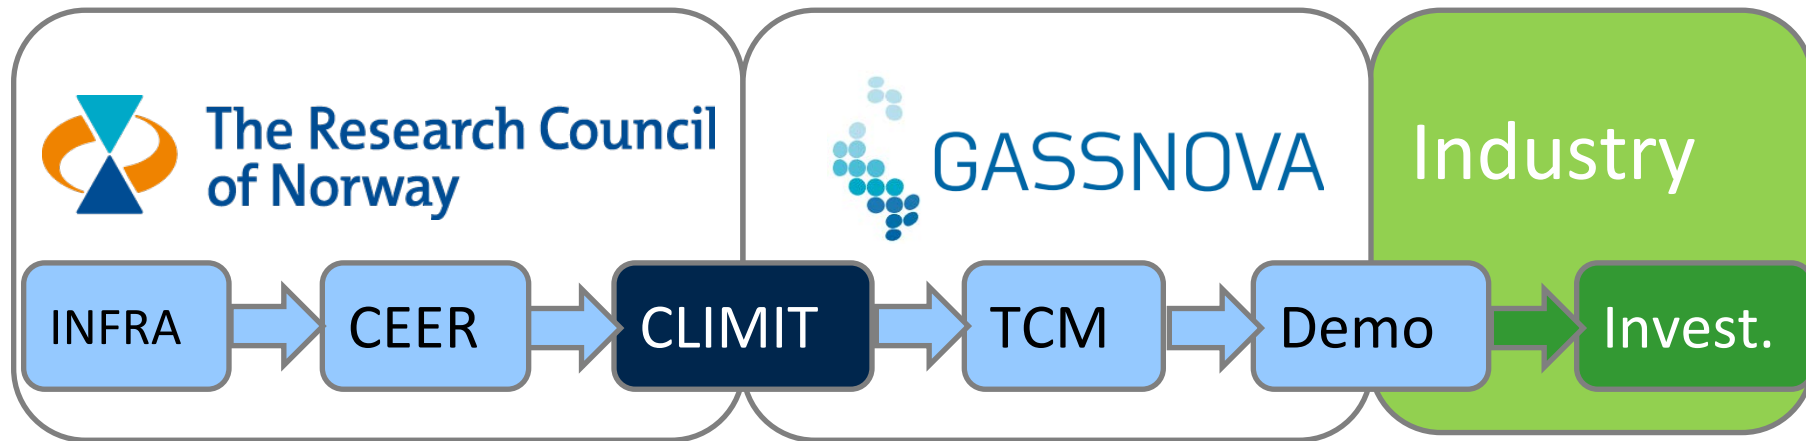 The Research Council
of Norway
GASSNOVA
Industry
INFRA
CEER
CLIMIT
TCM
Demo
Invest.